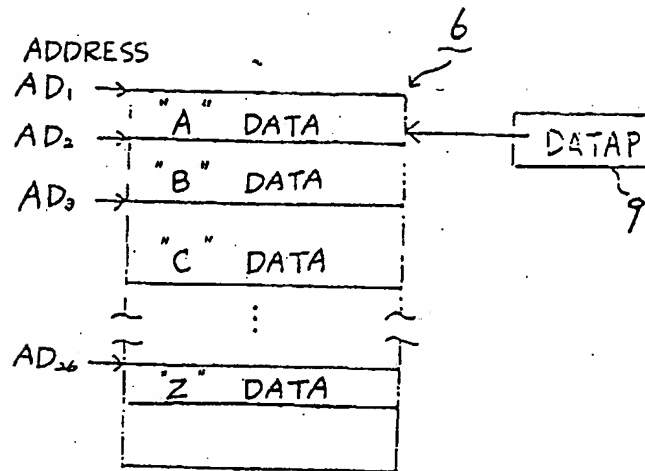 6
ADDRESS
AD₁
"A" DATA
AD₂
DATAP
"B" DATA
9
AD₃
"C" DATA
⋮
AD₂₆
"Z" DATA